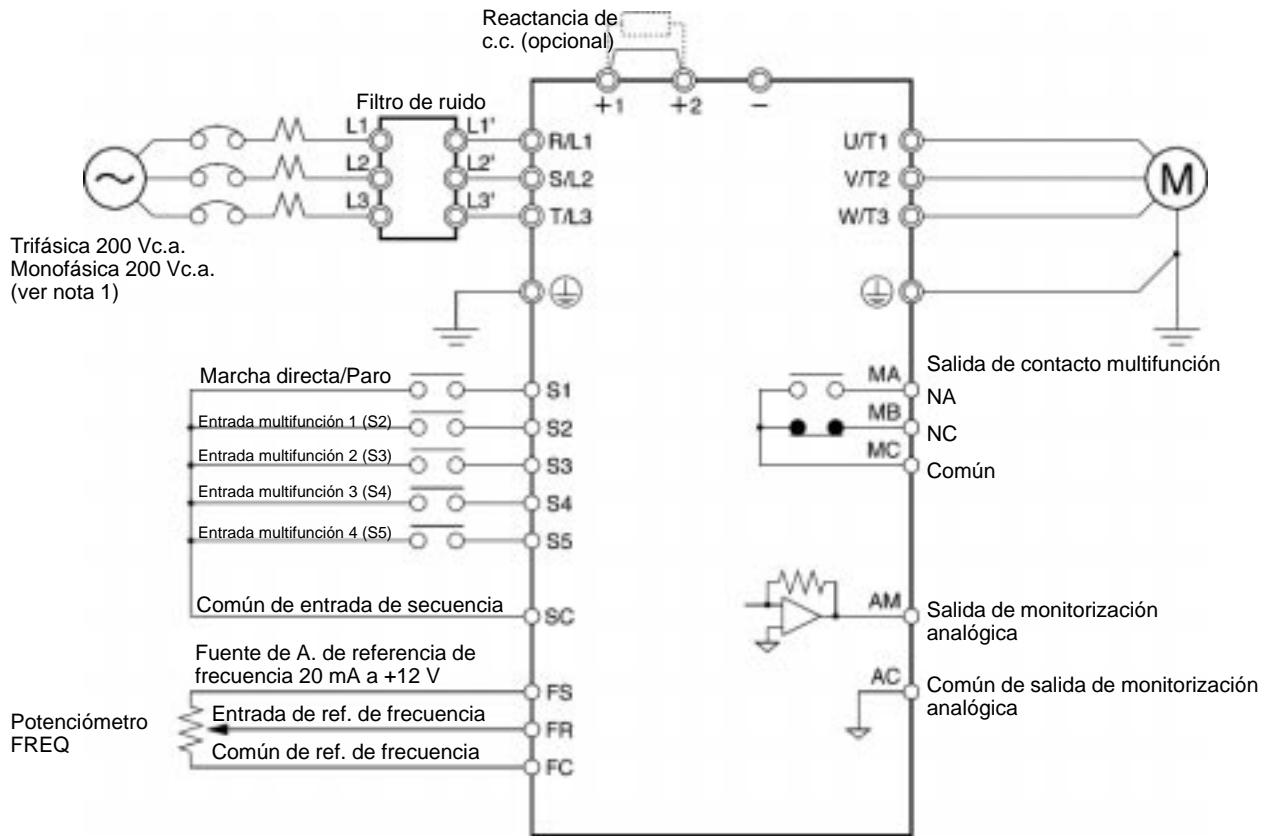 Reactancia de
c.c. (opcional)
+1 +2 −
Filtro de ruido
L1 L1' R/L1 U/T1
L2 L2' S/L2 V/T2 M
L3 L3' T/L3 W/T3
Trifásica 200 Vc.a.
Monofásica 200 Vc.a.
(ver nota 1)
Marcha directa/Paro S1
Entrada multifunción 1 (S2) S2
Entrada multifunción 2 (S3) S3
Entrada multifunción 3 (S4) S4
Entrada multifunción 4 (S5) S5
Común de entrada de secuencia SC
Fuente de A. de referencia de
frecuencia 20 mA a +12 V FS
Potenciómetro
FREQ
Entrada de ref. de frecuencia FR
Común de ref. de frecuencia FC
Salida de contacto multifunción
MA NA
MB NC
MC Común
AM Salida de monitorización
analógica
AC Común de salida de monitorización
analógica